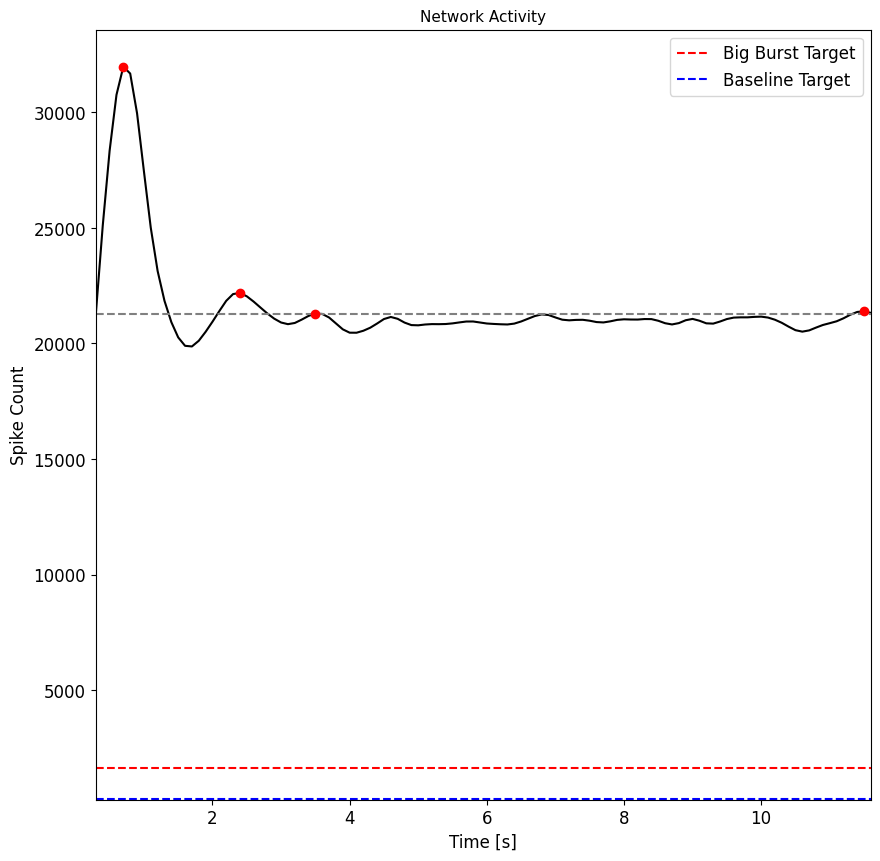 Network Activity
Big Burst Target
Baseline Target
30000
25000
20000
15000
10000
5000
Spike Count
2 4 6 8 10
Time [s]